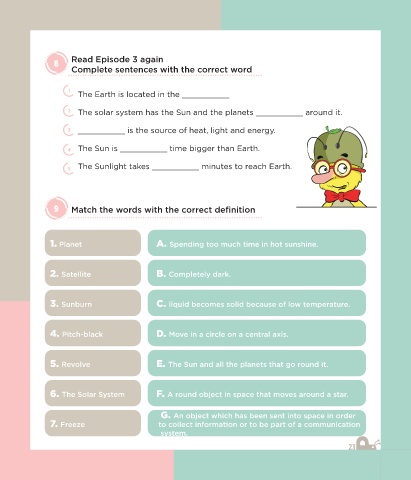 8 Read Episode 3 again
Complete sentences with the correct word
1 The Earth is located in the __________
2 The solar system has the Sun and the planets __________ around it.
3 __________ is the source of heat, light and energy.
4 The Sun is __________ time bigger than Earth.
5 The Sunlight takes __________ minutes to reach Earth.
9 Match the words with the correct definition
1. Planet
A. Spending too much time in hot sunshine.
2. Satellite
B. Completely dark.
3. Sunburn
C. liquid becomes solid because of low temperature.
4. Pitch-black
D. Move in a circle on a central axis.
5. Revolve
E. The Sun and all the planets that go round it.
6. The Solar System
F. A round object in space that moves around a star.
7. Freeze
G. An object which has been sent into space in order
to collect information or to be part of a communication
system.